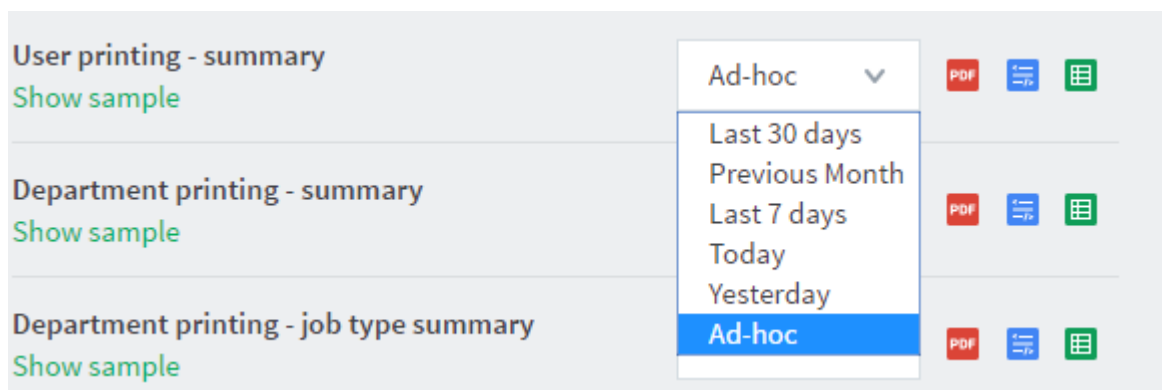 User printing - summary
Show sample
Ad-hoc
PDF
Last 30 days
Previous Month
Last 7 days
Today
Yesterday
Ad-hoc
Department printing - summary
Show sample
PDF
Department printing - job type summary
Show sample
PDF